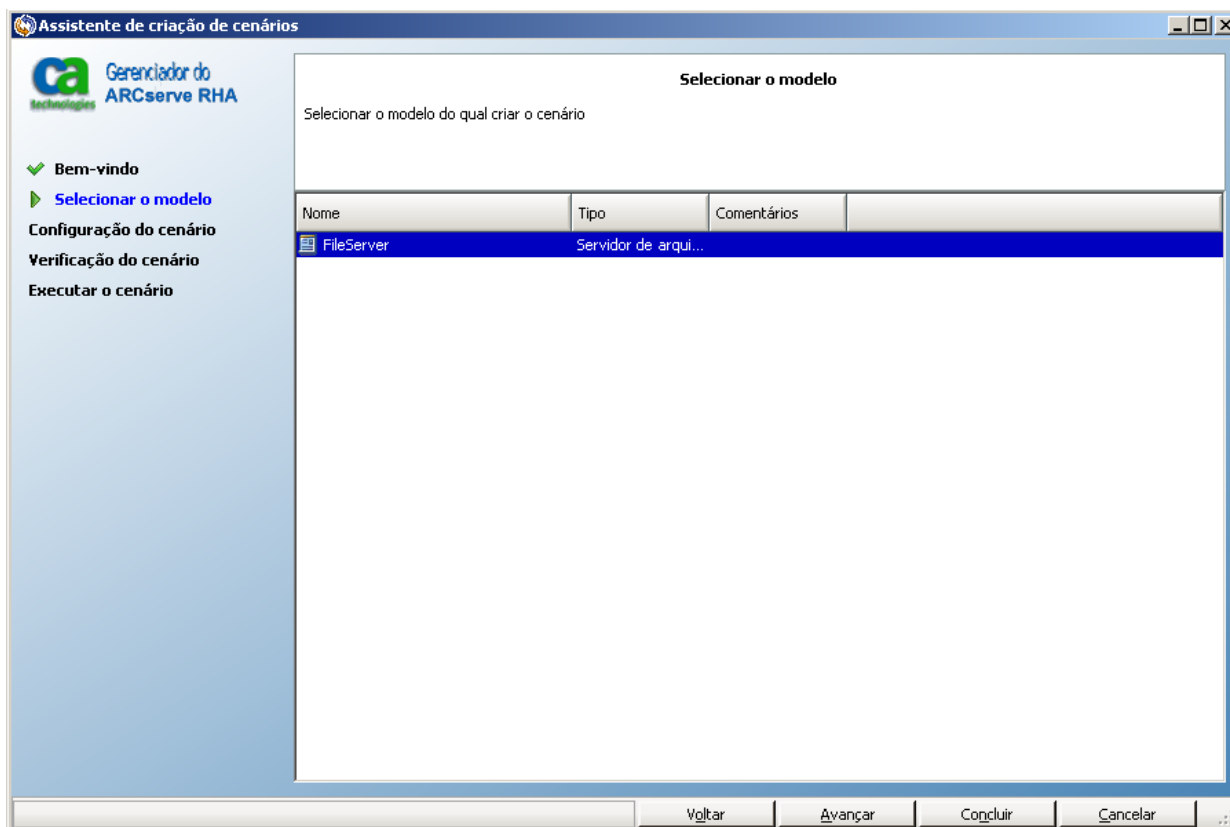 Assistente de criação de cenários
ca
technologies
Gerenciador do
ARCserve RHA
Bem-vindo
Selecionar o modelo
Configuração do cenário
Verificação do cenário
Executar o cenário
Selecionar o modelo
Selecionar o modelo do qual criar o cenário
Nome Tipo Comentários
FileServer Servidor de arqui...
Voltar Avançar Concluir Cancelar